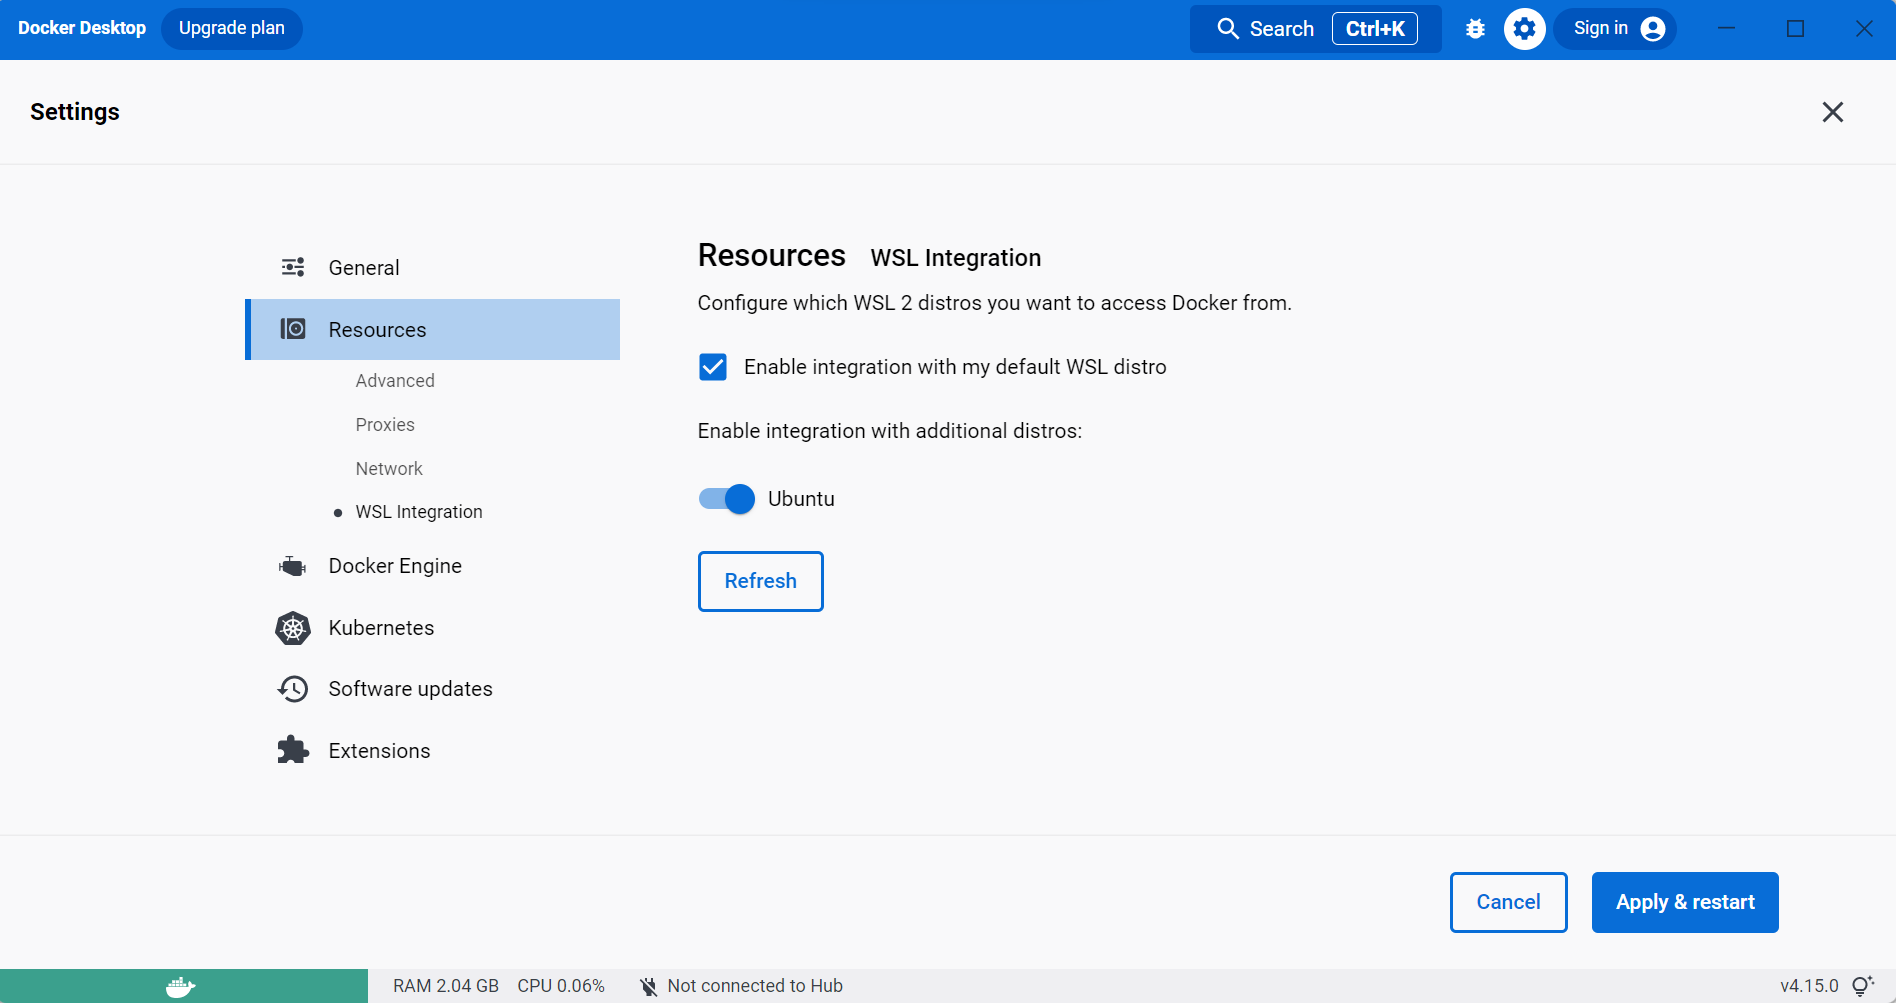 Docker Desktop Upgrade plan Search Ctrl+K Sign in
Settings
General
Resources
Advanced
Proxies
Network
WSL Integration
Docker Engine
Kubernetes
Software updates
Extensions
Resources WSL Integration
Configure which WSL 2 distros you want to access Docker from.
Enable integration with my default WSL distro
Enable integration with additional distros:
Ubuntu
Refresh
Cancel Apply & restart
RAM 2.04 GB CPU 0.06% Not connected to Hub v4.15.0